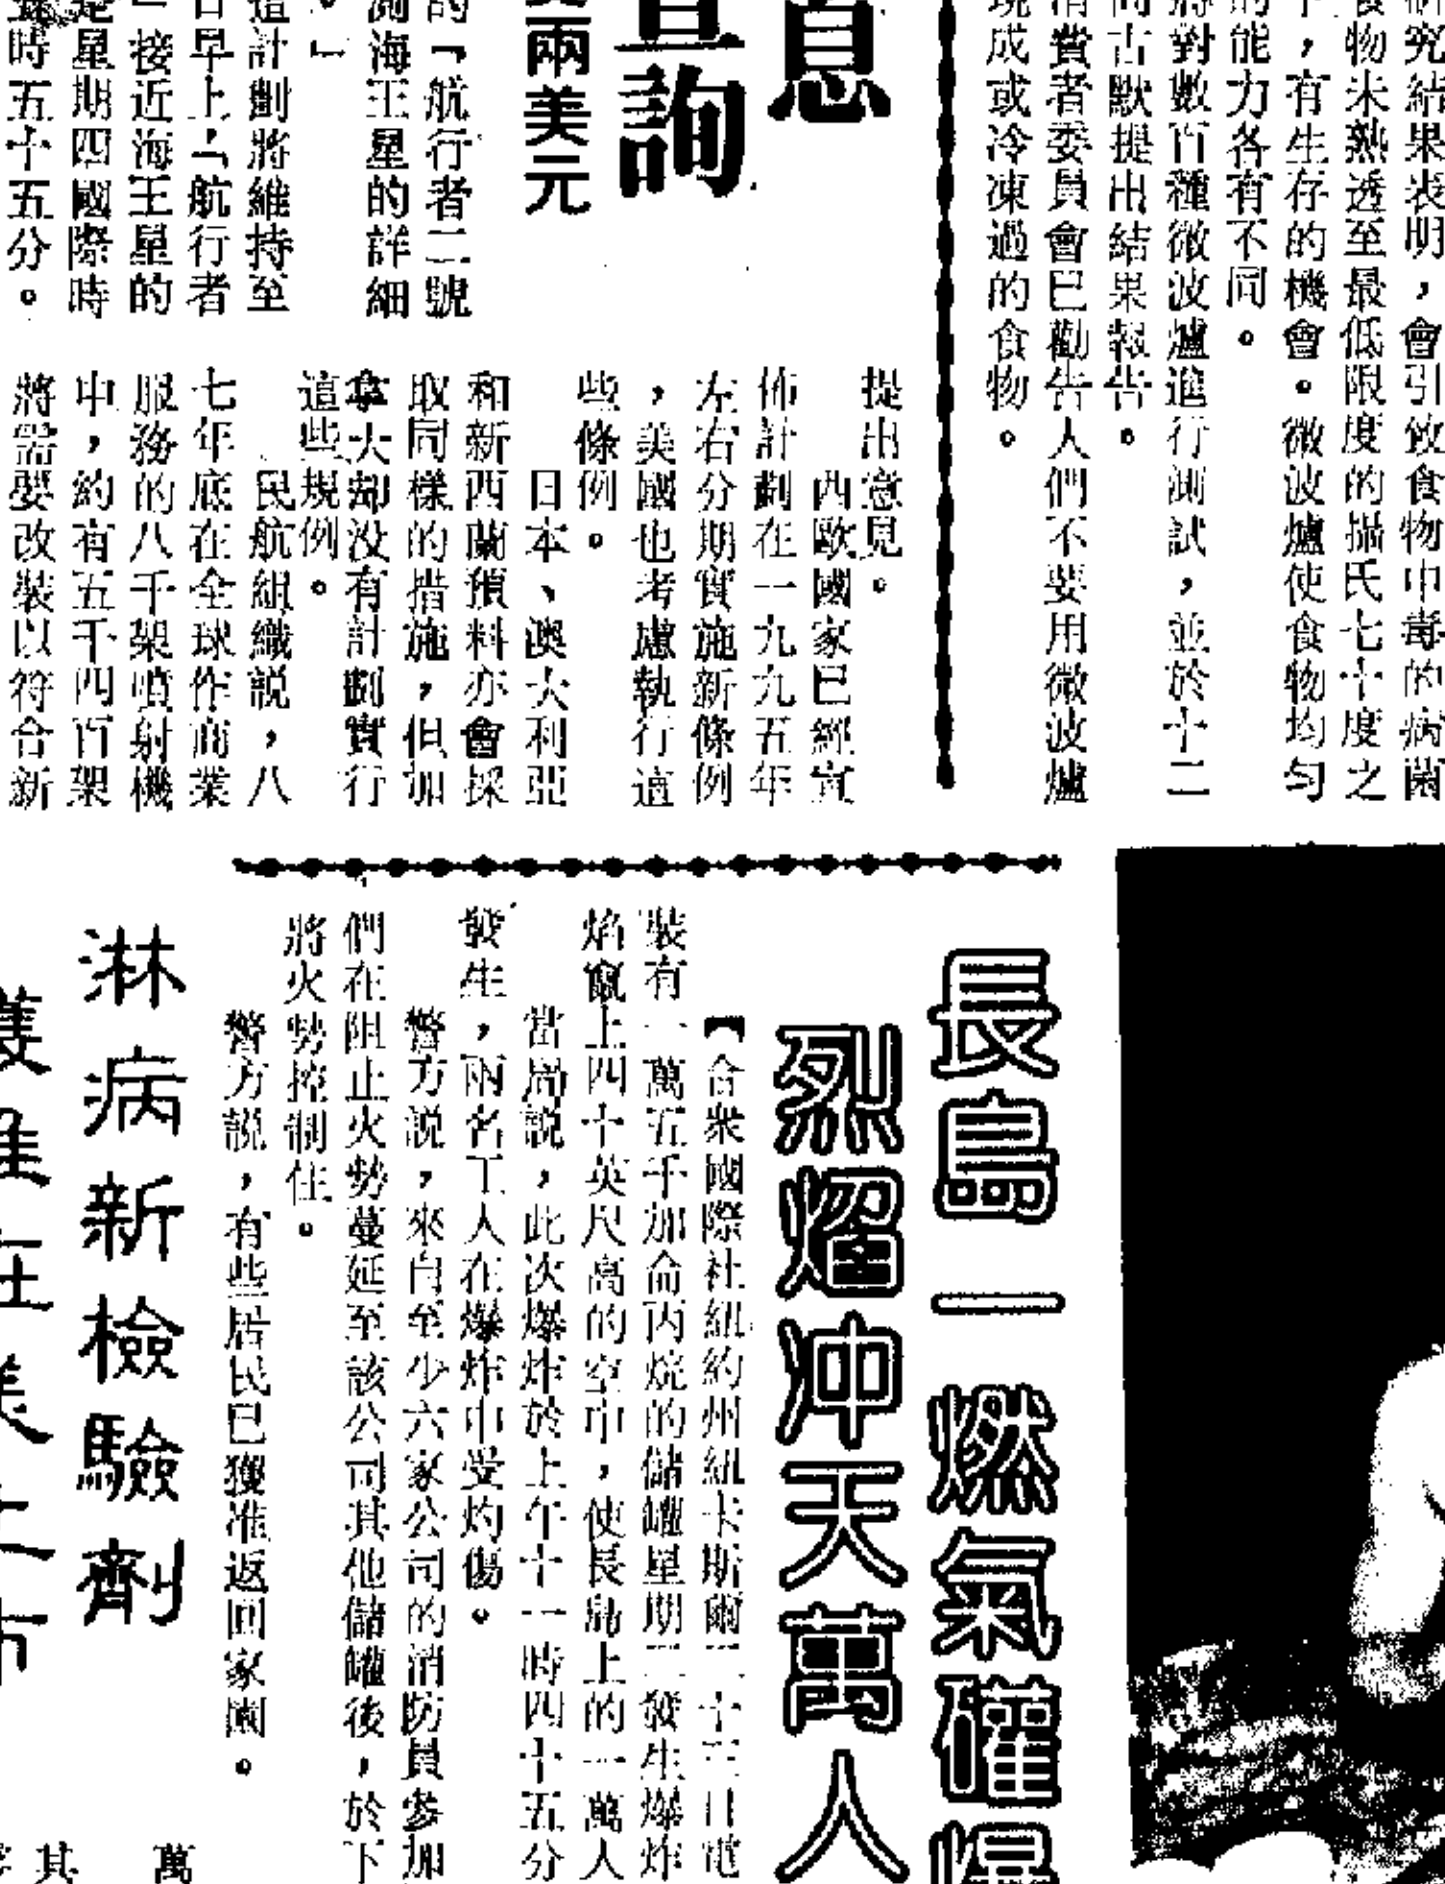 研究結果表明，會引致食物中毒的病菌
食物未熟透至最低限度的攝氏七十度之
下，有生存的機會。微波爐使食物均勻
的能力各有不同。
將對數百種微波爐進行測試，並於十二
向古默提出結果報告。
消費者委員會已勸告人們不要用微波爐
現成或冷凍過的食物。
息
查詢
兩美元
的「航行者二號
測海王星的詳細
。」
這計劃將維持至
日早上「航行者
」接近海王星的
是星期四國際時
時五十五分。
提出意見。
西歐國家已經宣
佈計劃在一九九五年
左右分期實施新條例
，美國也考慮執行這
些條例。
日本、澳大利亞
和新西蘭預料亦會採
取同樣的措施，但加
拿大却没有計劃實行
這些規例。
民航組織説，八
七年底在全球作商業
服務的八千架噴射機
中，約有五千四百架
將需要改裝以符合新
長島一燃氣罐爆
烈焰冲天萬人
【合衆國際社紐約州紐卡斯爾二十三日電
裝有一萬五千加侖丙烷的儲罐星期三發生爆炸
焰竄上四十英尺高的空中，使長島上的一萬人
當局説，此次爆炸於上午十一時四十五分
發生，兩名工人在爆炸中受灼傷。
警方説，來自至少六家公司的消防員參加
們在阻止火勢蔓延至該公司其他儲罐後，於下
將火勢控制住。
警方説，有些居民已獲准返回家園。
淋病新檢驗劑
萬
其